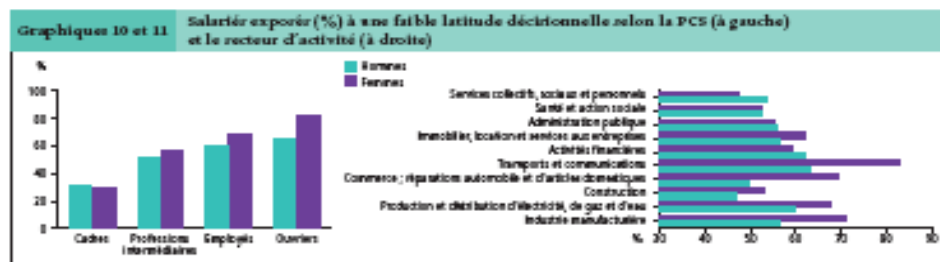 Graphiques 10 et 11
Salariés exposés (%) à une faible latitude décisionnelle selon la PCS (à gauche)
et le secteur d'activité (à droite)
%
Hommes
Femmes
100
80
60
40
20
0
Cadres
Professions
intermédiaires
Employés
Ouvriers
Services collectifs, sociaux et personnels
Santé et action sociale
Administration publique
Immobilier, location et services aux entreprises
Activités financières
Transports et communications
Commerce ; réparations automobile et d'articles domestiques
Construction
Production et distribution d'électricité, de gaz et d'eau
Industrie manufacturière
% 30 40 50 60 70 80 90